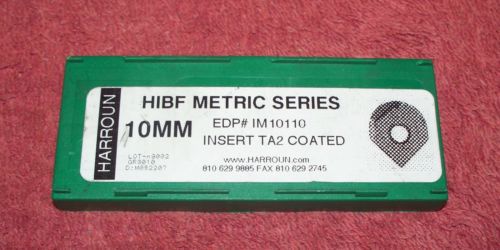 HARROUN
HIBF METRIC SERIES
10MM
EDP# IM10110
INSERT TA2 COATED
www.HARROUN.com
810 629 9885 FAX 810 629 2745
GR0010